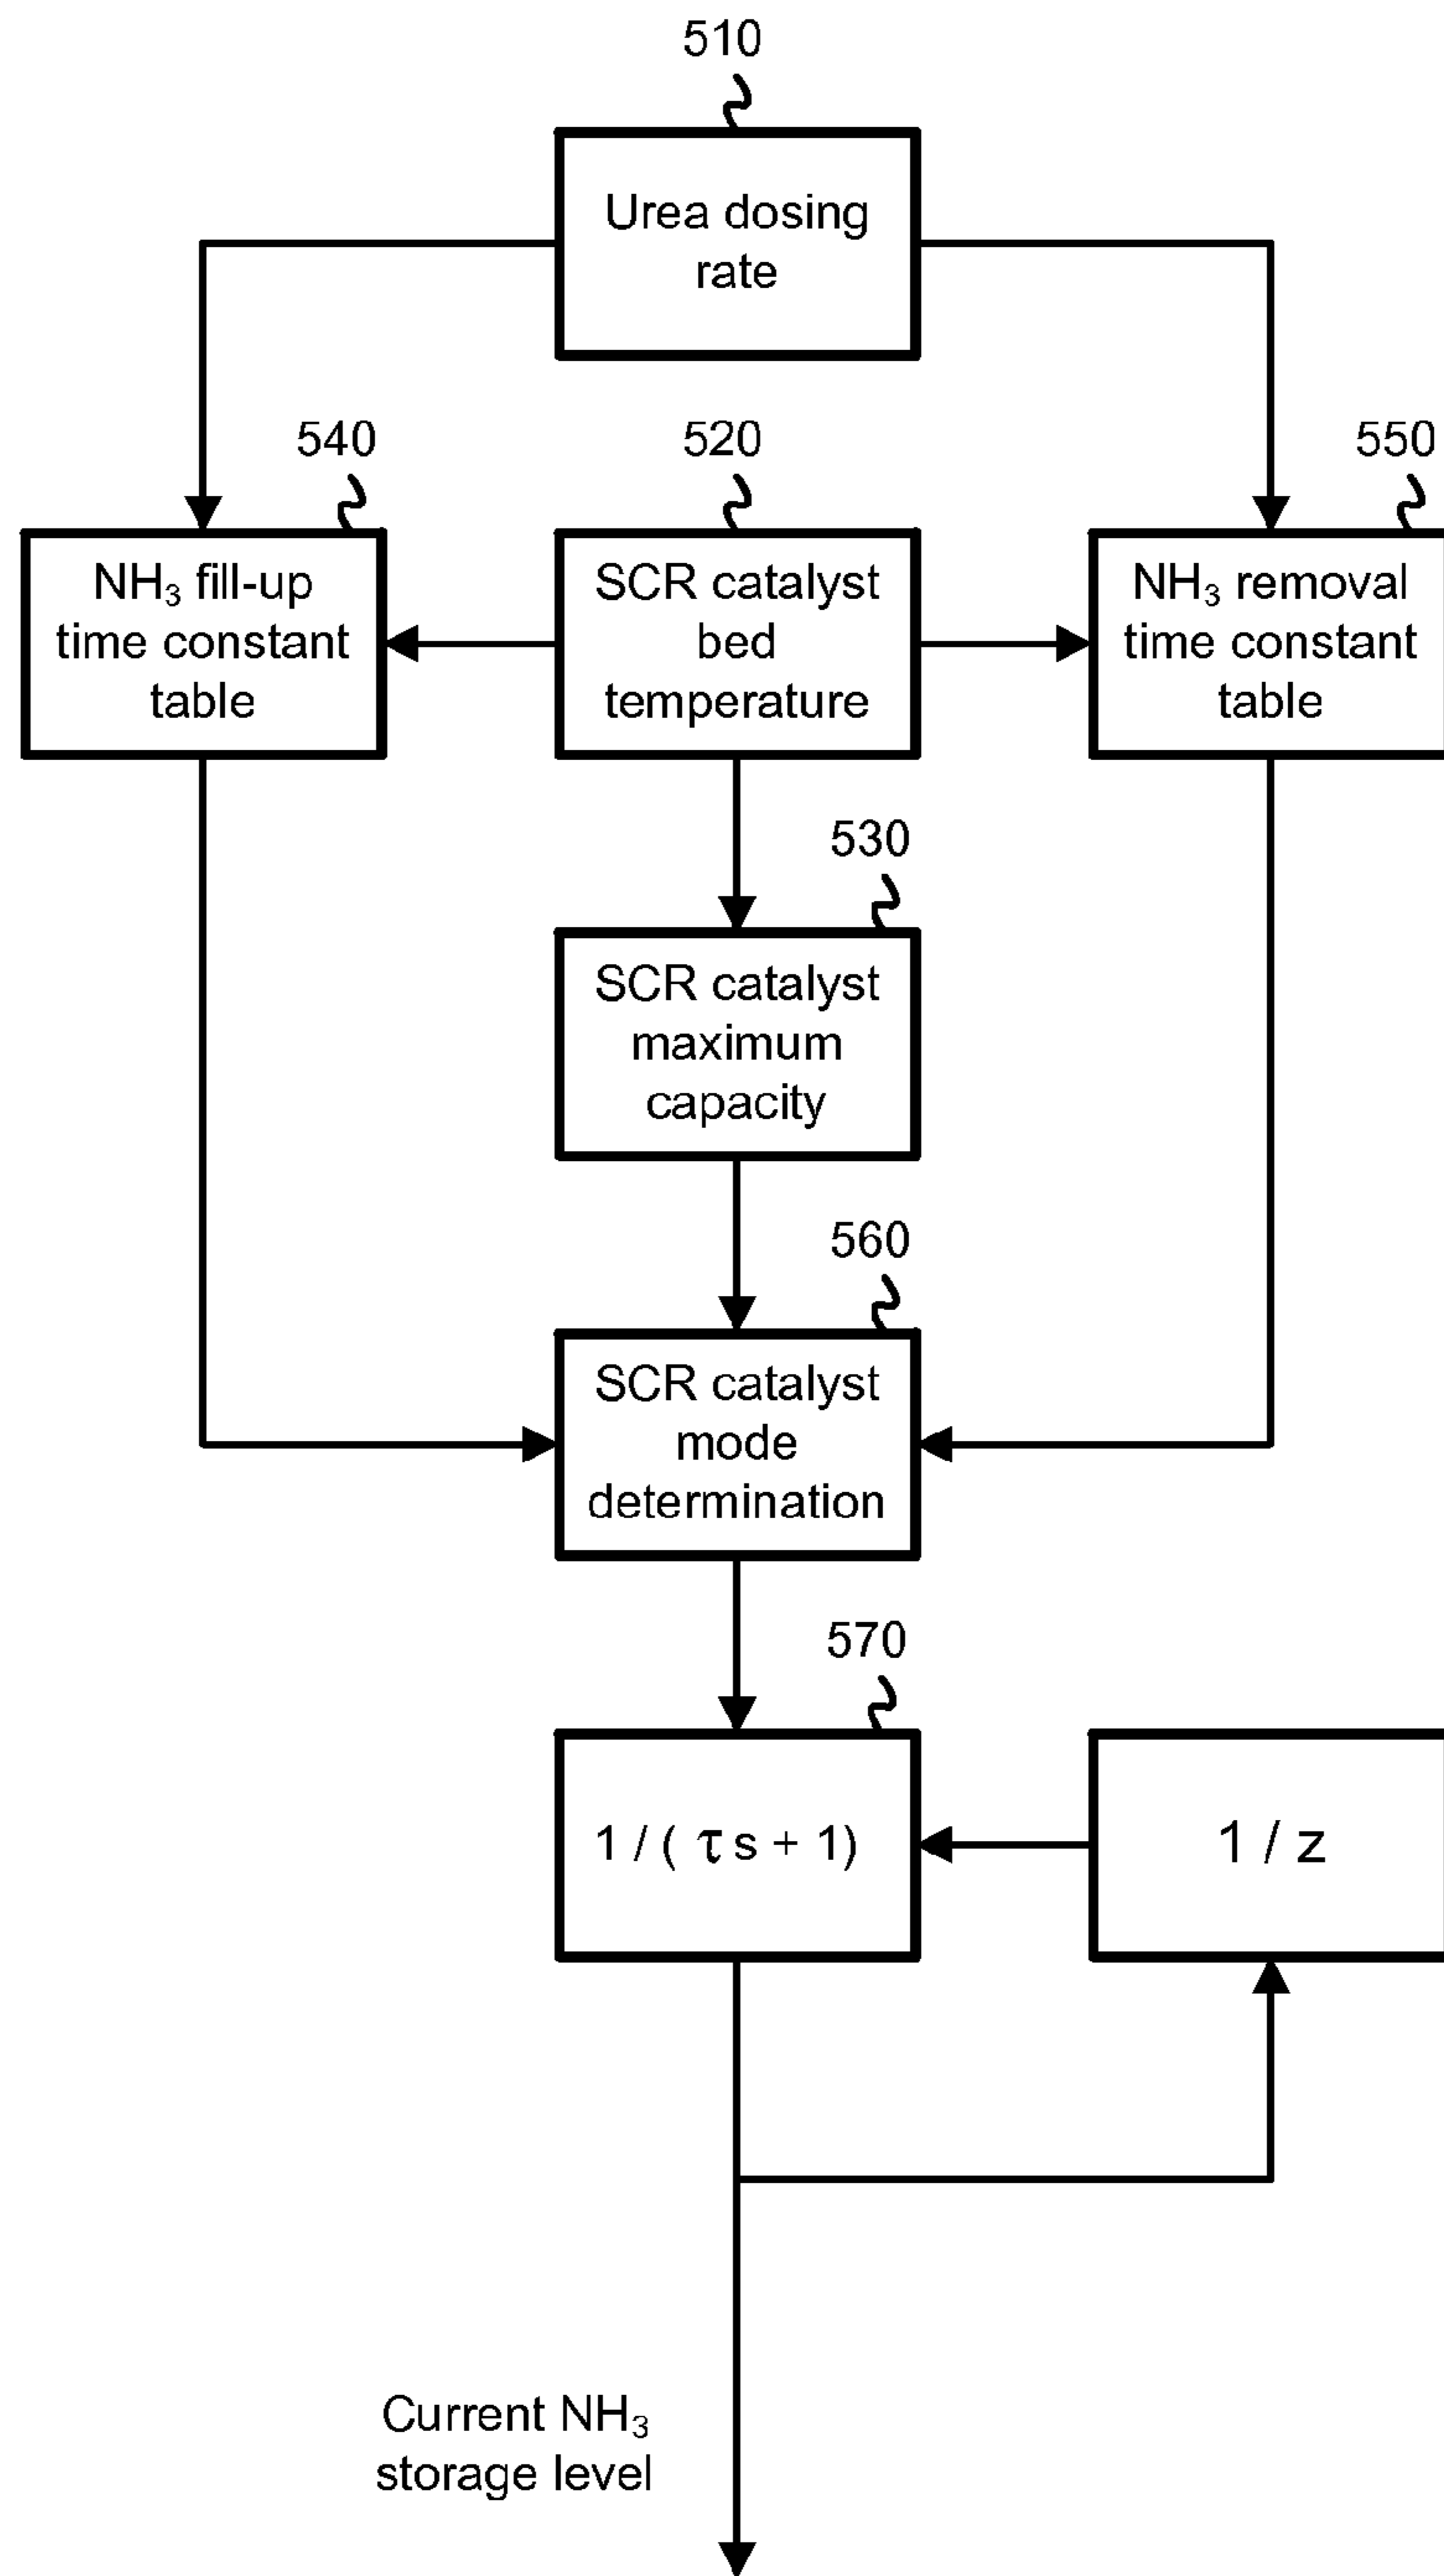 510
Urea dosing
rate
540
520
550
NH₃ fill-up
time constant
table
SCR catalyst
bed
temperature
NH₃ removal
time constant
table
530
SCR catalyst
maximum
capacity
560
SCR catalyst
mode
determination
570
1 / ( τ s + 1)
1 / z
Current NH₃
storage level